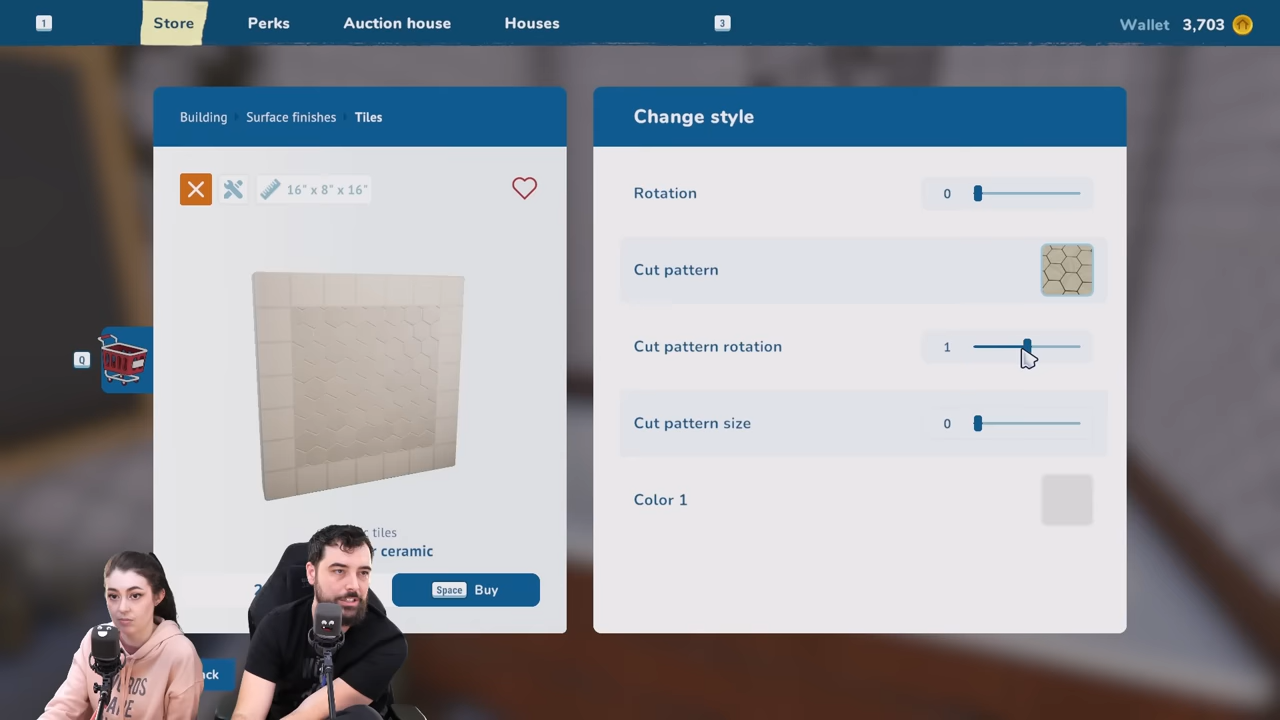 1 Store Perks Auction house Houses 3 Wallet 3,703
Building Surface finishes Tiles
16" x 8" x 16"
tiles
ceramic
Space Buy
Q
Change style
Rotation 0
Cut pattern
Cut pattern rotation 1
Cut pattern size 0
Color 1